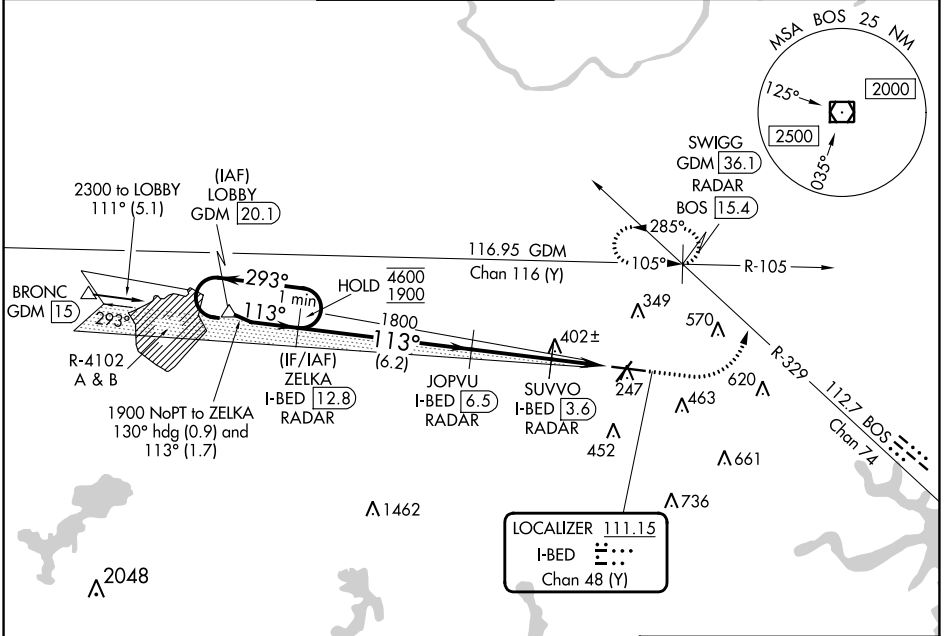 MSA BOS 25 NM
125°
2000
2500
035°
SWIGG
GDM 36.1
RADAR
BOS 15.4
(IAF)
LOBBY
GDM 20.1
2300 to LOBBY
111° (5.1)
285°
105°
R-105
116.95 GDM
Chan 116 (Y)
BRONC
GDM 15
293°
293°
1 min
113°
HOLD
4600
1900
1800
113°
(6.2)
349
570
402±
R-4102
A & B
(IF/IAF)
ZELKA
I-BED 12.8
RADAR
JOPVU
I-BED 6.5
RADAR
SUVVO
I-BED 3.6
RADAR
247
463
620
R-329
112.7 BOS
Chan 74
1900 NoPT to ZELKA
130° hdg (0.9) and
113° (1.7)
452
661
1462
736
LOCALIZER 111.15
I-BED
Chan 48 (Y)
2048